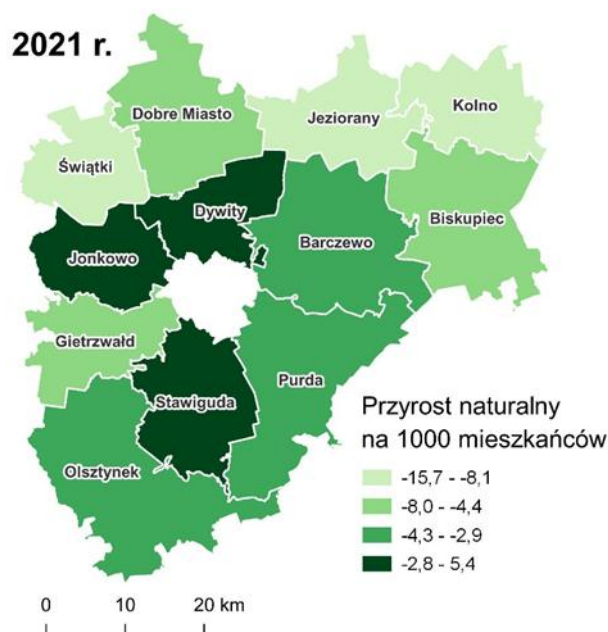 2021 r.
Dobre Miasto
Jeziorany
Kolno
Świątki
Dywity
Barczewo
Biskupiec
Jonkowo
Gietrzwałd
Stawiguda
Purda
Olsztynek
Przyrost naturalny
na 1000 mieszkańców
-15,7 - -8,1
-8,0 - -4,4
-4,3 - -2,9
-2,8 - 5,4
0 10 20 km